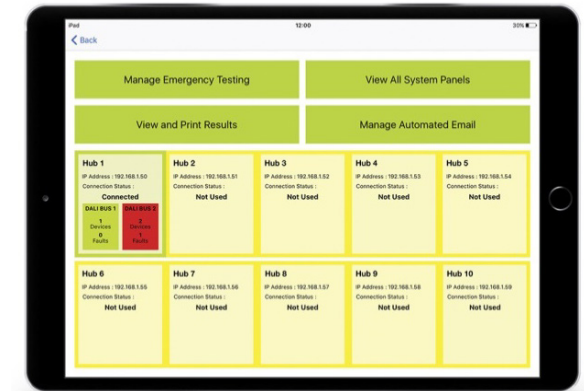 iPad
12:00
30%
Back
Manage Emergency Testing
View All System Panels
View and Print Results
Manage Automated Email
Hub 1
IP Address : 192.168.1.50
Connection Status :
Connected
DALI BUS 1
1
Devices
0
Faults
DALI BUS 2
2
Devices
1
Faults
Hub 2
IP Address : 192.168.1.51
Connection Status :
Not Used
Hub 3
IP Address : 192.168.1.52
Connection Status :
Not Used
Hub 4
IP Address : 192.168.1.53
Connection Status :
Not Used
Hub 5
IP Address : 192.168.1.54
Connection Status :
Not Used
Hub 6
IP Address : 192.168.1.55
Connection Status :
Not Used
Hub 7
IP Address : 192.168.1.56
Connection Status :
Not Used
Hub 8
IP Address : 192.168.1.57
Connection Status :
Not Used
Hub 9
IP Address : 192.168.1.58
Connection Status :
Not Used
Hub 10
IP Address : 192.168.1.59
Connection Status :
Not Used